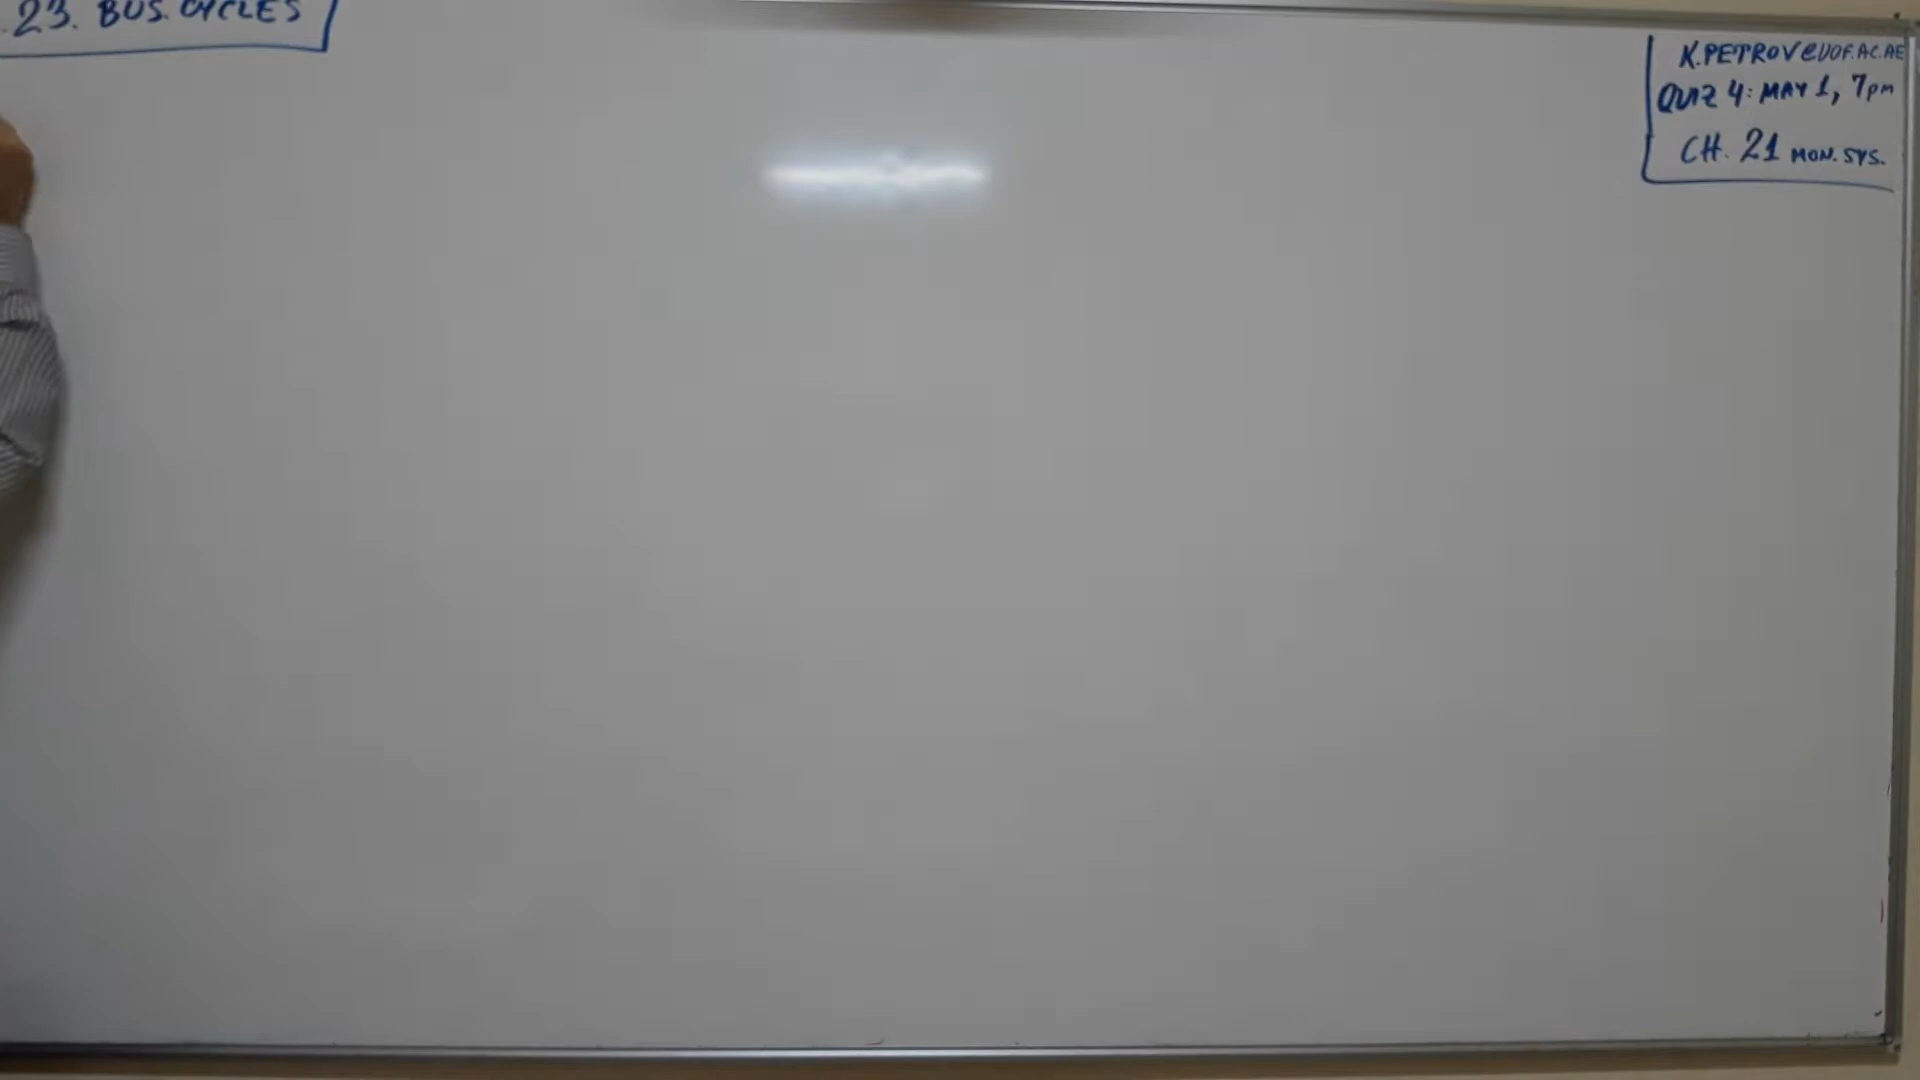 .23. BUS. CYCLES
K.PETROV@UOF.AC.AE
QUIZ 4: MAY 1, 7pm
CH. 21 MON. SYS.